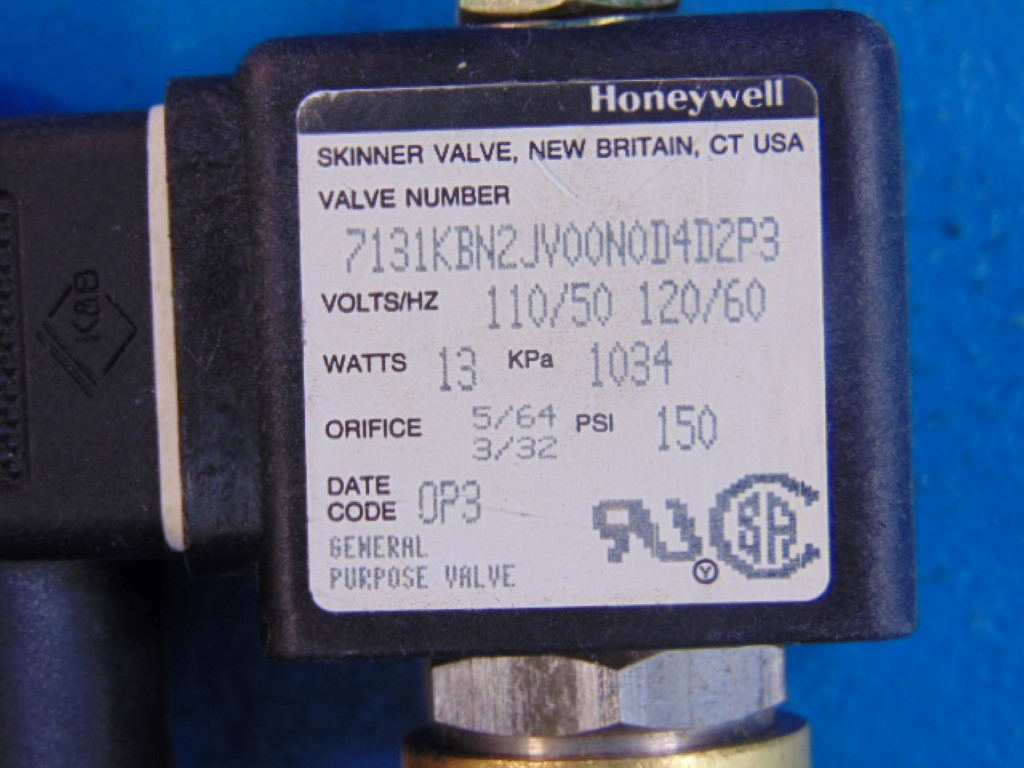 Honeywell
SKINNER VALVE, NEW BRITAIN, CT USA
VALVE NUMBER
7131KBN2JV00N0D4D2P3
VOLTS/HZ 110/50 120/60
WATTS 13 KPa 1034
ORIFICE 5/64 3/32 PSI 150
DATE CODE 0P3
GENERAL
PURPOSE VALVE
Y
K&B